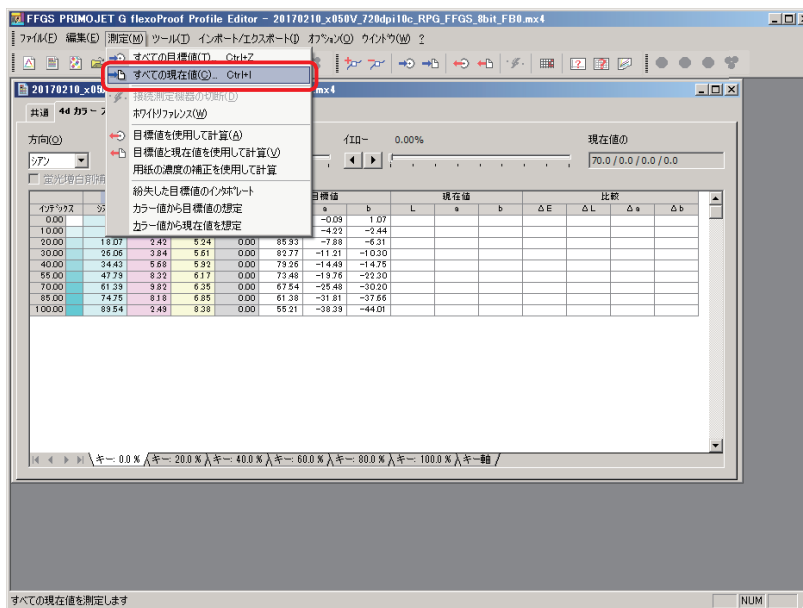 FFGS PRIMOJET G flexoProof Profile Editor - 20170210_x050V_720dpi10c_RPG_FFGS_8bit_FB0.mx4
ファイル(F) 編集(E) 測定(M) ツール(T) インポート/エクスポート(I) オプション(O) ウインドウ(W) ?
すべての目標値(T)... Ctrl+Z
すべての現在値(C)... Ctrl+I
接続測定機器の切断(D)
ホワイトリファレンス(W)
目標値を使用して計算(A)
目標値と現在値を使用して計算(V)
用紙の濃度の補正を使用して計算
紛失した目標値のインタポレート
カラー値から目標値の想定
カラー値から現在値を想定
20170210_x05
mx4
共通 4d カラー
方向(O) イエロー 0.00% 現在値の
シアン 70.0 / 0.0 / 0.0 / 0.0
蛍光増白剤補
目標値 現在値 比較
インデックス a b L a b ΔE ΔL Δa Δb
0.00 -0.09 1.07
10.00 -4.22 -2.44
20.00 18.07 2.42 5.24 0.00 85.93 -7.88 -6.31
30.00 26.06 3.84 5.61 0.00 82.77 -11.21 -10.30
40.00 34.43 5.68 5.92 0.00 79.26 -14.49 -14.75
55.00 47.79 8.32 6.17 0.00 73.48 -19.76 -22.30
70.00 61.39 9.82 6.35 0.00 67.54 -25.48 -30.20
85.00 74.75 8.18 6.85 0.00 61.38 -31.81 -37.66
100.00 89.54 2.49 8.38 0.00 55.21 -38.39 -44.01
キー: 0.0 % キー: 20.0 % キー: 40.0 % キー: 60.0 % キー: 80.0 % キー: 100.0 % キー軸
すべての現在値を測定します NUM